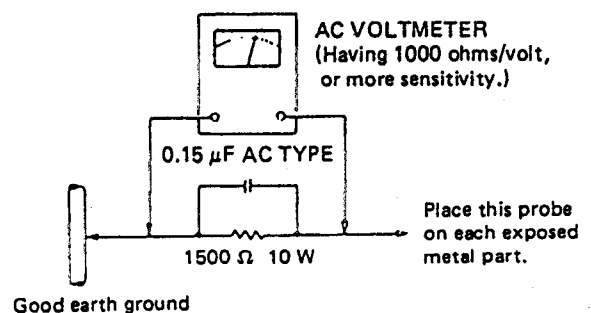 AC VOLTMETER
(Having 1000 ohms/volt,
or more sensitivity.)
0.15 μF AC TYPE
1500 Ω 10 W
Place this probe
on each exposed
metal part.
Good earth ground